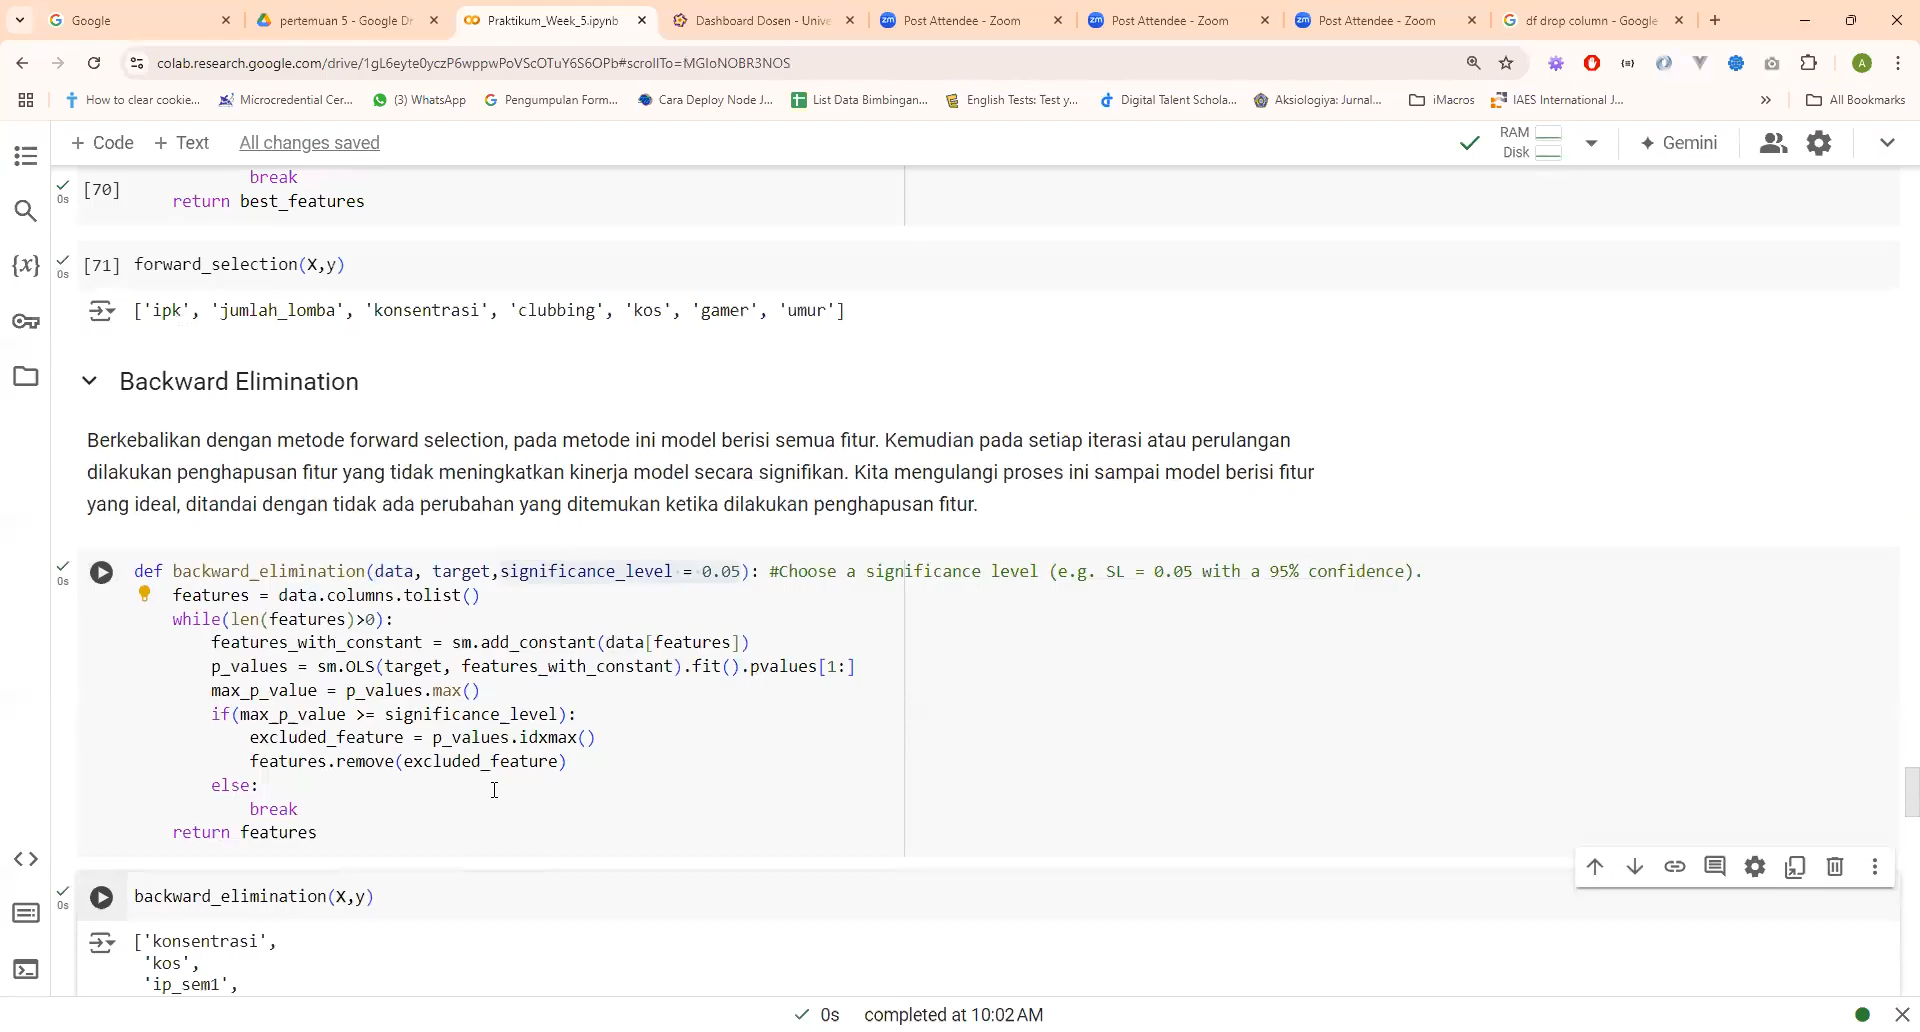 Google
pertemuan 5 - Google Dr
Praktikum_Week_5.ipynb
Dashboard Dosen - Unive
Post Attendee - Zoom
Post Attendee - Zoom
Post Attendee - Zoom
df drop column - Google
colab.research.google.com/drive/1gL6eyte0yczP6wppwPoVScOTuY6S6OPb#scrollTo=MGIoNOBR3NOS
How to clear cookie...
Microcredential Cer...
(3) WhatsApp
Pengumpulan Form...
Cara Deploy Node J...
List Data Bimbingan...
English Tests: Test y...
Digital Talent Schola...
Aksiologiya: Jurnal...
iMacros
IAES International J...
All Bookmarks
+ Code + Text All changes saved
RAM
Disk
Gemini
break
[70]
0s
return best_features
[71] forward_selection(X,y)
0s
['ipk', 'jumlah_lomba', 'konsentrasi', 'clubbing', 'kos', 'gamer', 'umur']
Backward Elimination
Berkebalikan dengan metode forward selection, pada metode ini model berisi semua fitur. Kemudian pada setiap iterasi atau perulangan
dilakukan penghapusan fitur yang tidak meningkatkan kinerja model secara signifikan. Kita mengulangi proses ini sampai model berisi fitur
yang ideal, ditandai dengan tidak ada perubahan yang ditemukan ketika dilakukan penghapusan fitur.
0s
def backward_elimination(data, target,significance_level = 0.05): #Choose a significance level (e.g. SL = 0.05 with a 95% confidence).
features = data.columns.tolist()
while(len(features)>0):
features_with_constant = sm.add_constant(data[features])
p_values = sm.OLS(target, features_with_constant).fit().pvalues[1:]
max_p_value = p_values.max()
if(max_p_value >= significance_level):
excluded_feature = p_values.idxmax()
features.remove(excluded_feature)
else:
break
return features
0s
backward_elimination(X,y)
['konsentrasi',
'kos',
'ip_sem1',
0s completed at 10:02 AM